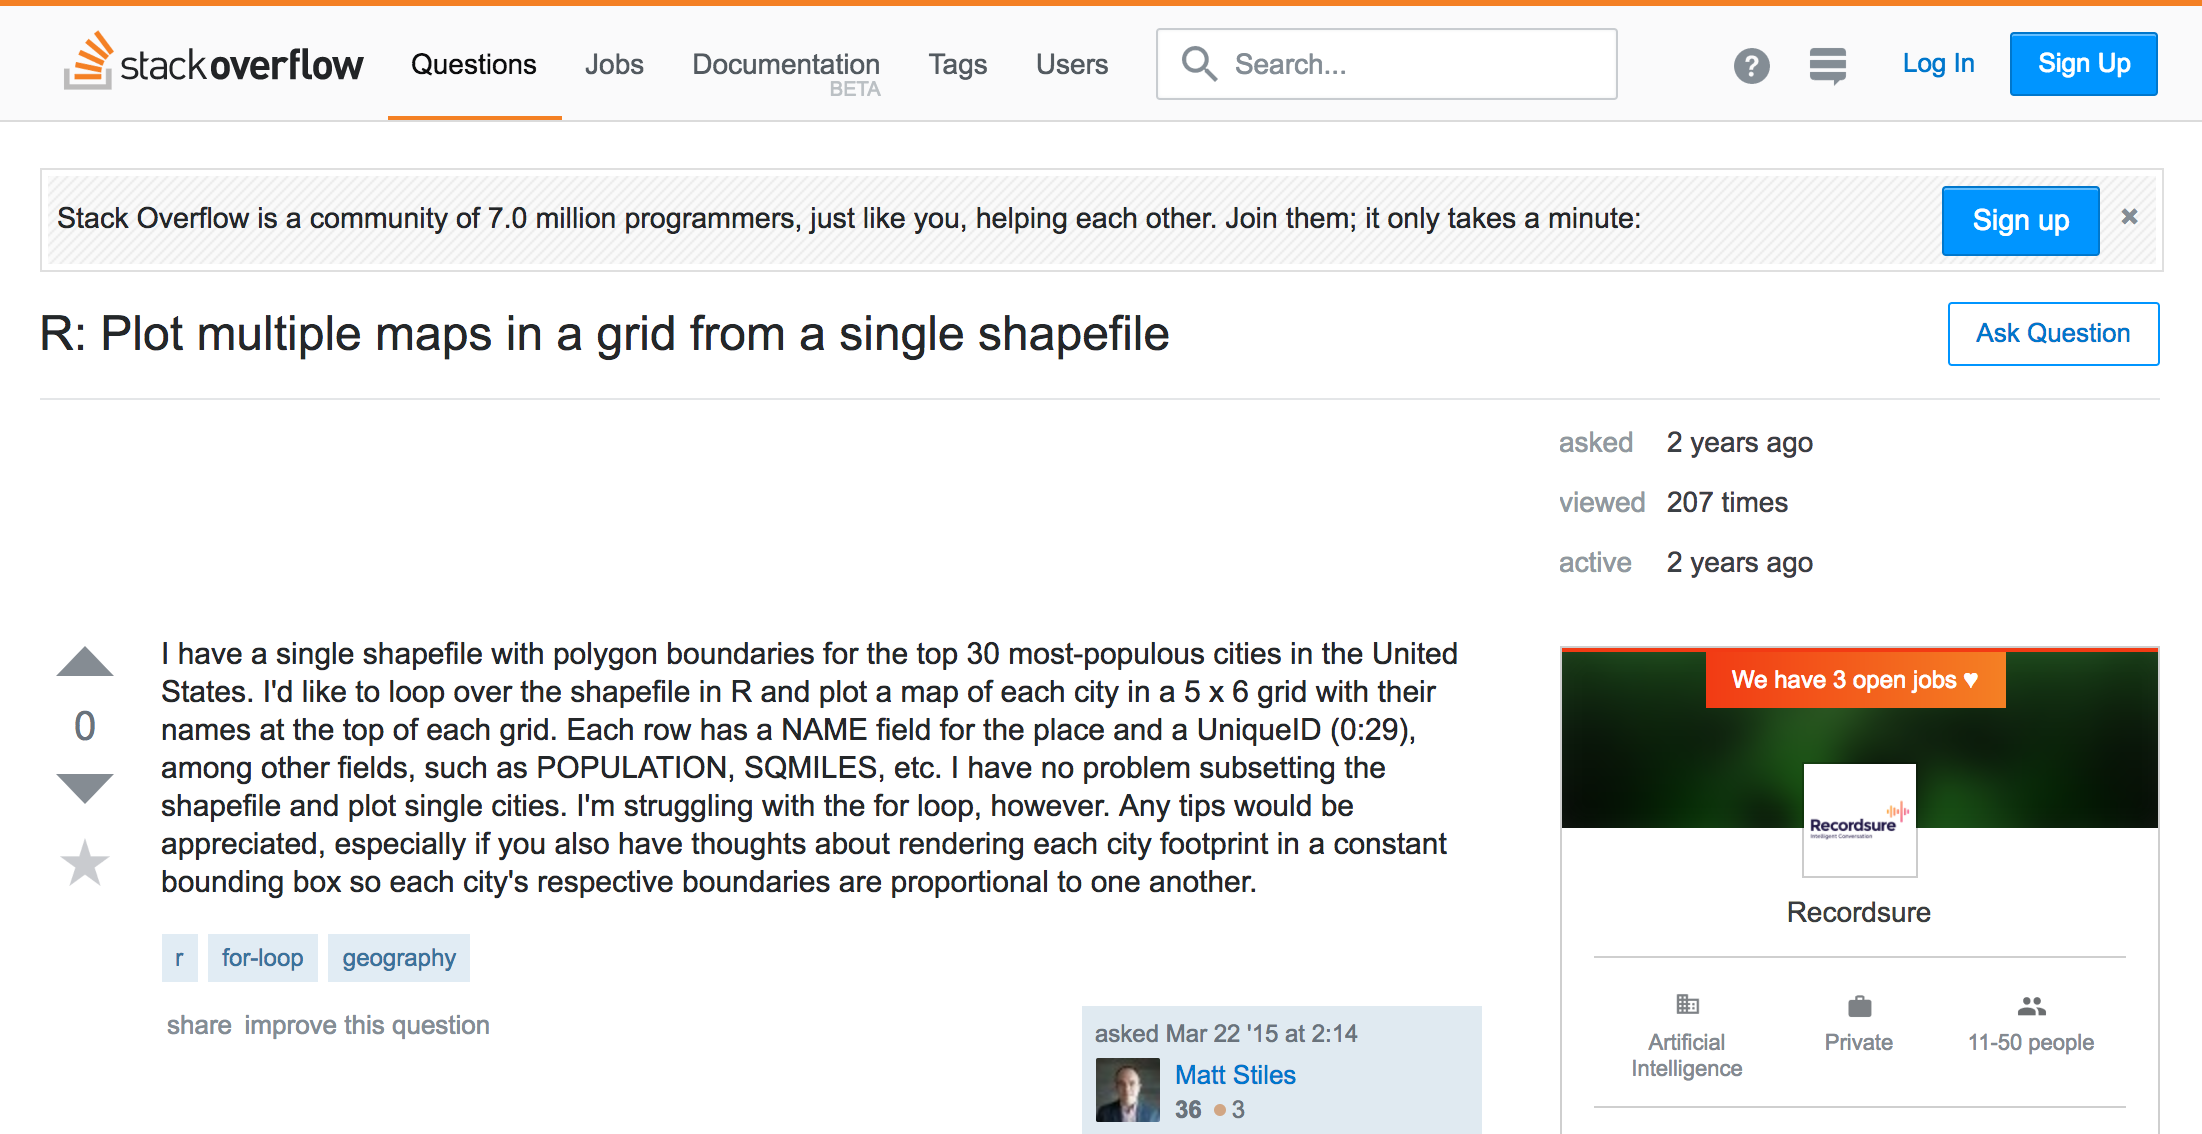 stackoverflow
Questions
Jobs
Documentation
BETA
Tags
Users
Search...
?
Log In
Sign Up
Stack Overflow is a community of 7.0 million programmers, just like you, helping each other. Join them; it only takes a minute:
Sign up
R: Plot multiple maps in a grid from a single shapefile
Ask Question
asked 2 years ago
viewed 207 times
active 2 years ago
0
I have a single shapefile with polygon boundaries for the top 30 most-populous cities in the United
States. I'd like to loop over the shapefile in R and plot a map of each city in a 5 x 6 grid with their
names at the top of each grid. Each row has a NAME field for the place and a UniqueID (0:29),
among other fields, such as POPULATION, SQMILES, etc. I have no problem subsetting the
shapefile and plot single cities. I'm struggling with the for loop, however. Any tips would be
appreciated, especially if you also have thoughts about rendering each city footprint in a constant
bounding box so each city's respective boundaries are proportional to one another.
r
for-loop
geography
share improve this question
asked Mar 22 '15 at 2:14
Matt Stiles
36 ● 3
We have 3 open jobs ♥
Recordsure
Intelligent Conversation
Recordsure
Artificial
Intelligence
Private
11-50 people